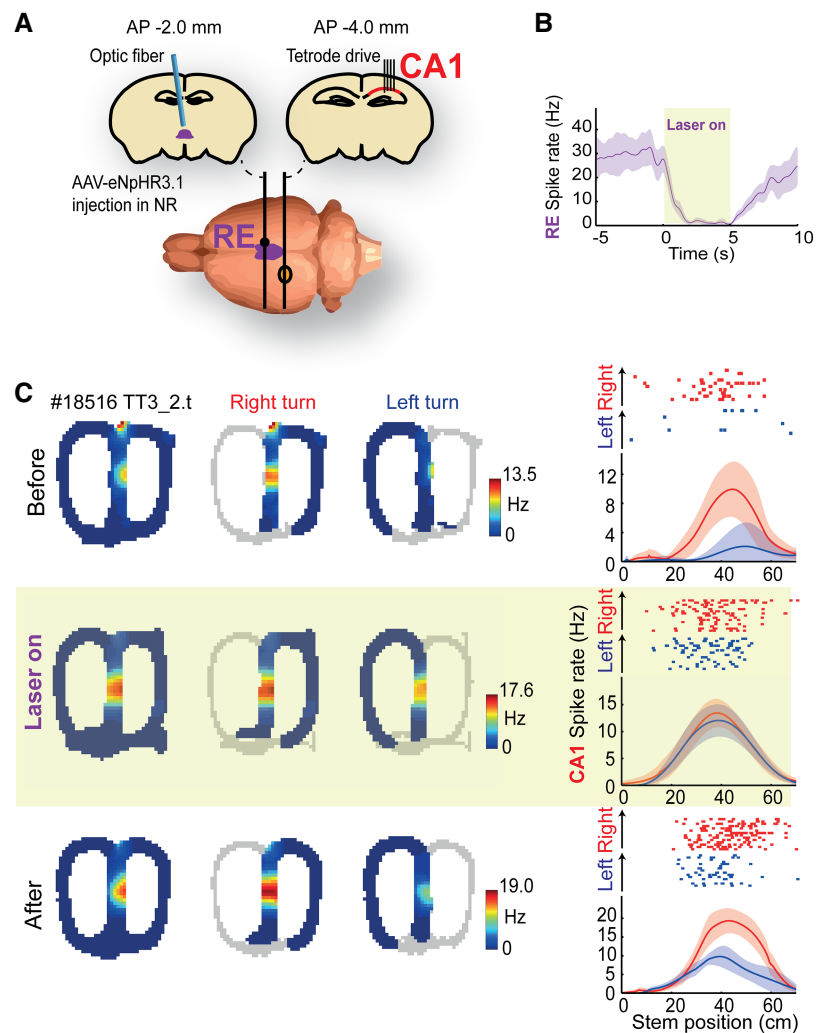 A
AP -2.0 mm
AP -4.0 mm
Optic fiber
Tetrode drive
CA1
AAV-eNpHR3.1
injection in NR
RE
B
RE Spike rate (Hz)
40
30
20
10
0
Laser on
-5
0
5
10
Time (s)
C
#18516 TT3_2.t
Right turn
Left turn
Before
13.5
Hz
0
Left Right
12
8
4
0
0
20
40
60
Laser on
17.6
Hz
0
Left Right
CA1 Spike rate (Hz)
15
10
5
0
0
20
40
60
After
19.0
Hz
0
Left Right
20
15
10
5
0
0
20
40
60
Stem position (cm)